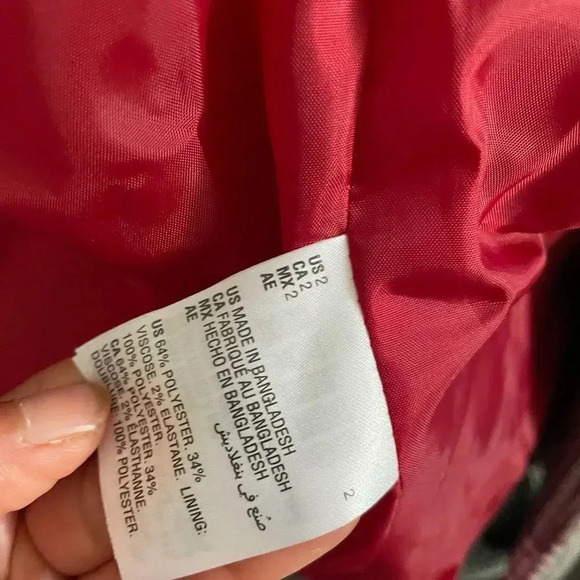 US 2
CA 2
MX 2
AE
US MADE IN BANGLADESH
CA FABRIQUÉ AU BANGLADESH
MX HECHO EN BANGLADESH
AE صنع في بنغلاديش
US 64% POLYESTER. 34%
VISCOSE. 2% ELASTANE. LINING:
100% POLYESTER.
CA 64% POLYESTER. 34%
VISCOSE. 2% ÉLASTHANNE.
DOUBLURE: 100% POLYESTER.
2